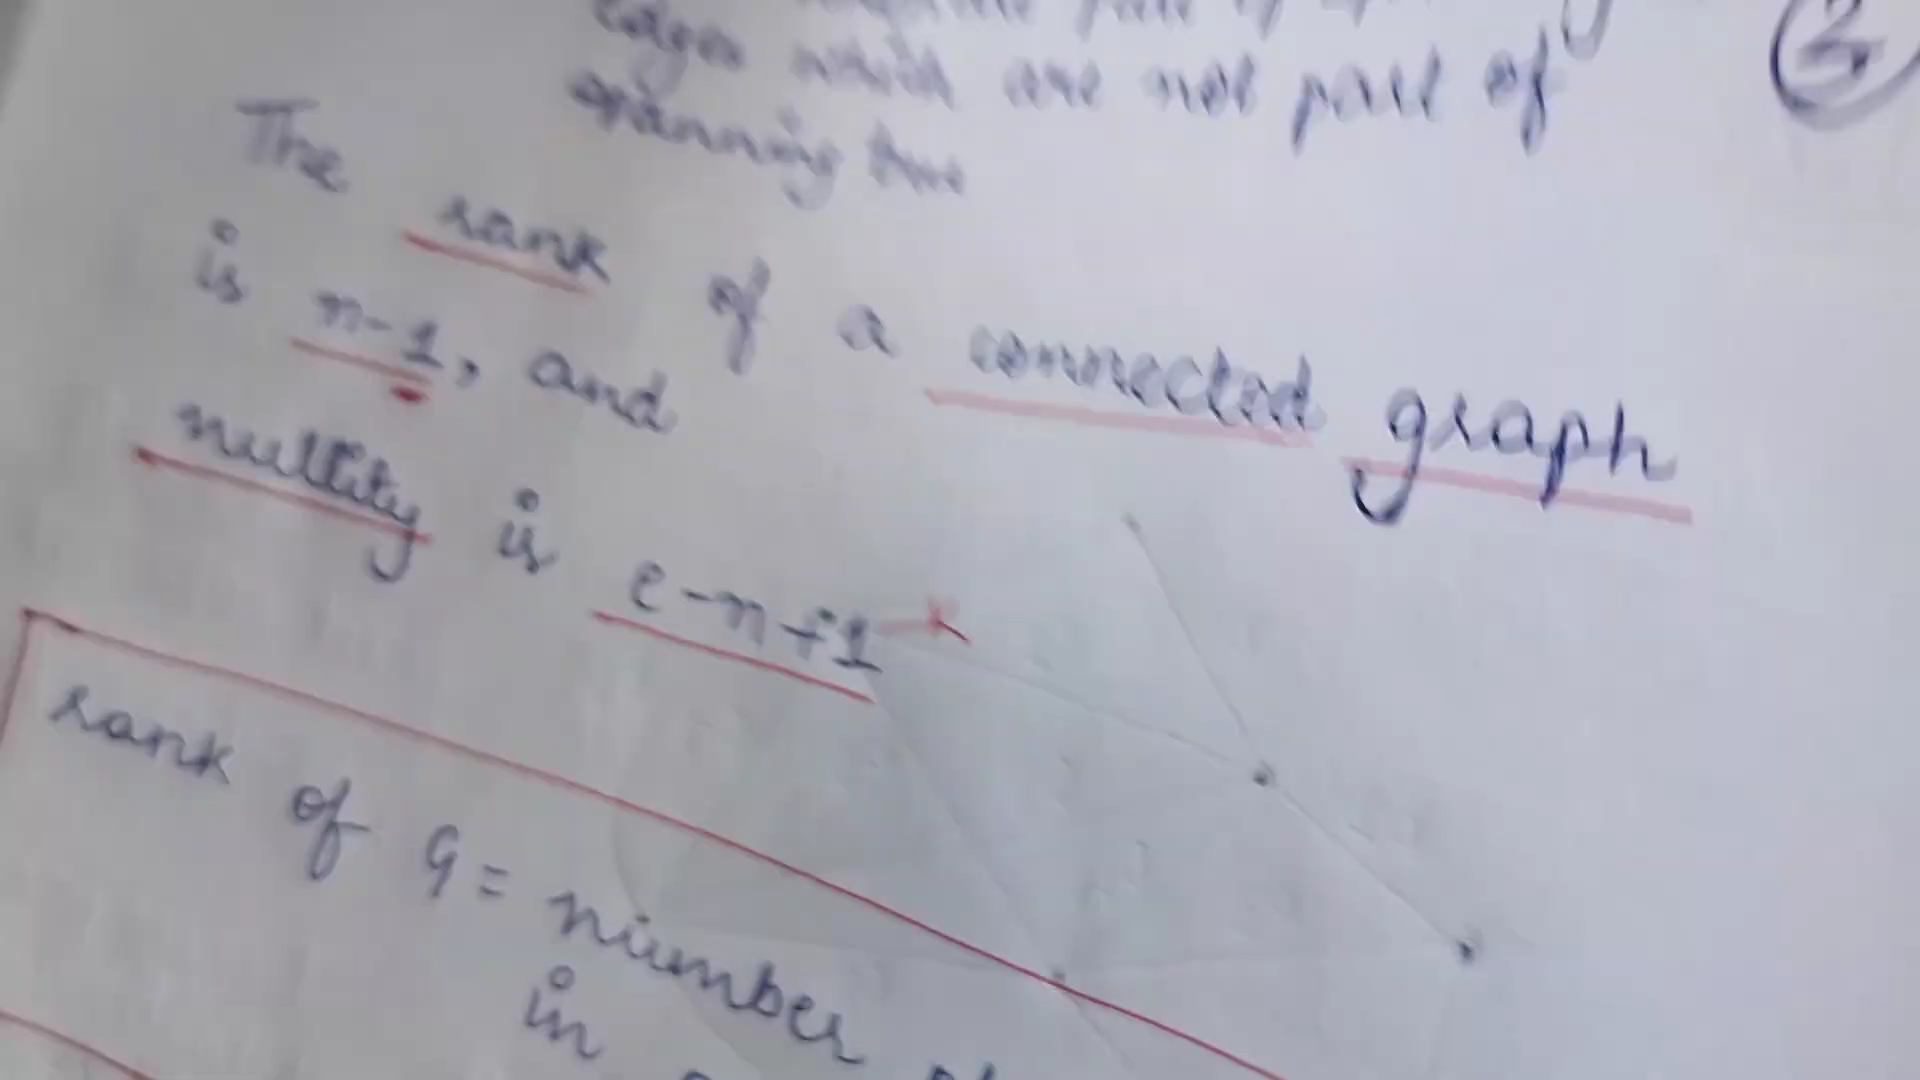 edges which are not part of
spanning tree
2
The rank of a connected graph
is n-1, and
nullity is e-n+1
rank of G = number
in